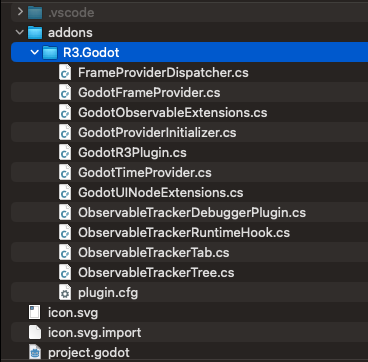 .vscode
addons
R3.Godot
FrameProviderDispatcher.cs
GodotFrameProvider.cs
GodotObservableExtensions.cs
GodotProviderInitializer.cs
GodotR3Plugin.cs
GodotTimeProvider.cs
GodotUINodeExtensions.cs
ObservableTrackerDebuggerPlugin.cs
ObservableTrackerRuntimeHook.cs
ObservableTrackerTab.cs
ObservableTrackerTree.cs
plugin.cfg
icon.svg
icon.svg.import
project.godot